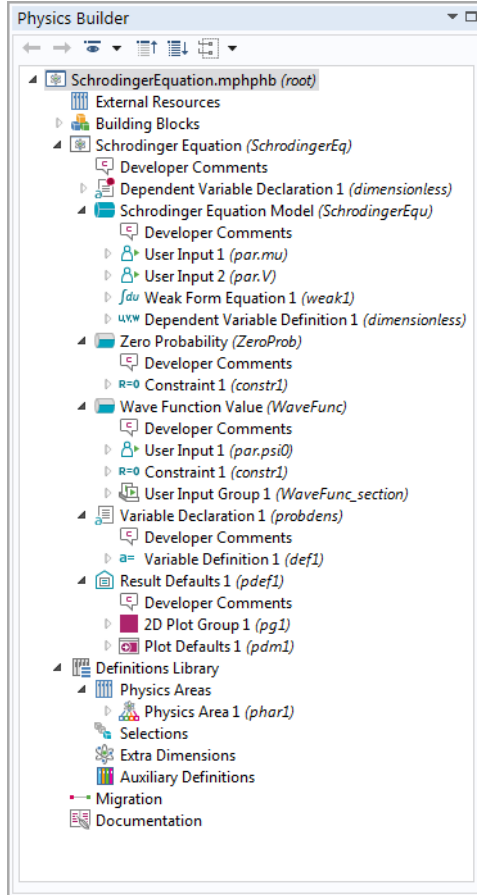 Physics Builder
SchrodingerEquation.mphphb (root)
External Resources
Building Blocks
Schrodinger Equation (SchrodingerEq)
Developer Comments
Dependent Variable Declaration 1 (dimensionless)
Schrodinger Equation Model (SchrodingerEqu)
Developer Comments
User Input 1 (par.mu)
User Input 2 (par.V)
∫du Weak Form Equation 1 (weak1)
u,v,w Dependent Variable Definition 1 (dimensionless)
Zero Probability (ZeroProb)
Developer Comments
R=0 Constraint 1 (constr1)
Wave Function Value (WaveFunc)
Developer Comments
User Input 1 (par.psi0)
R=0 Constraint 1 (constr1)
User Input Group 1 (WaveFunc_section)
Variable Declaration 1 (probdens)
Developer Comments
a= Variable Definition 1 (def1)
Result Defaults 1 (pdef1)
Developer Comments
2D Plot Group 1 (pg1)
Plot Defaults 1 (pdm1)
Definitions Library
Physics Areas
Physics Area 1 (phar1)
Selections
Extra Dimensions
Auxiliary Definitions
Migration
Documentation